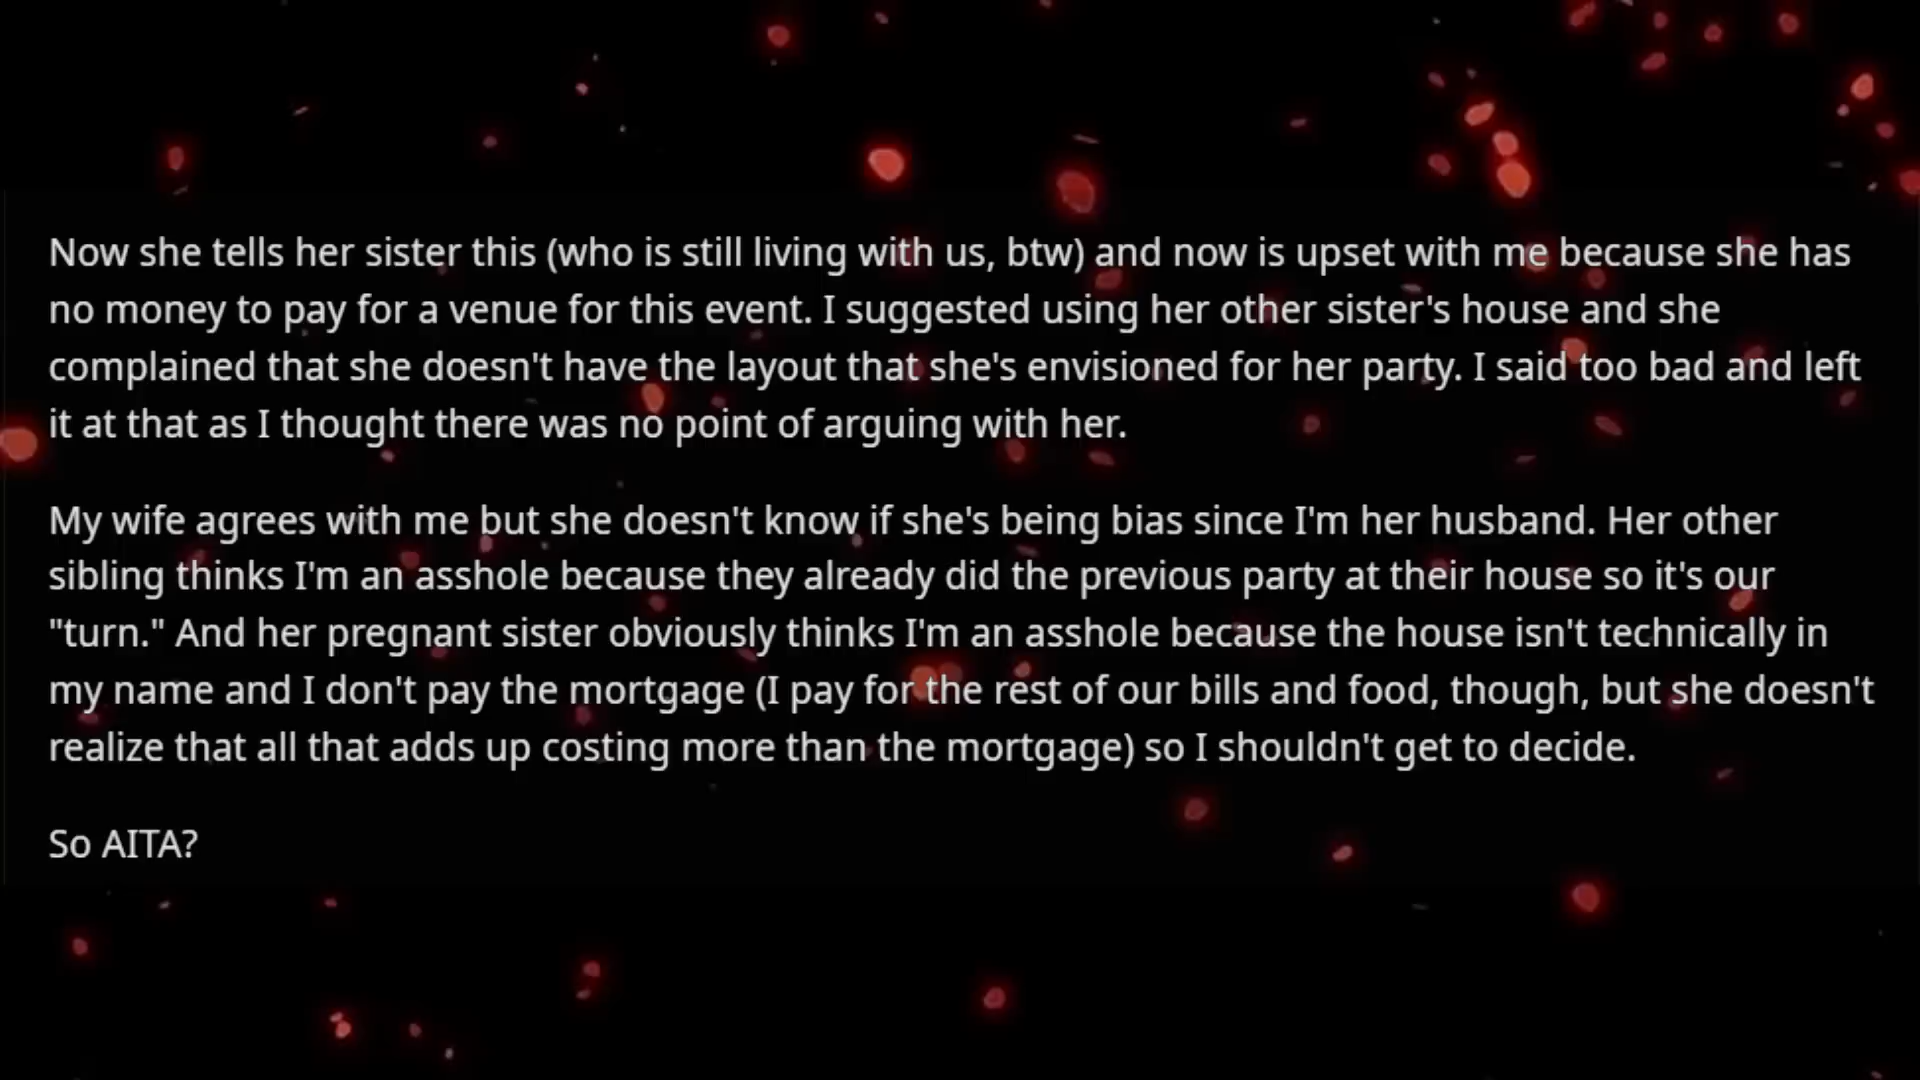 Now she tells her sister this (who is still living with us, btw) and now is upset with me because she has
no money to pay for a venue for this event. I suggested using her other sister's house and she
complained that she doesn't have the layout that she's envisioned for her party. I said too bad and left
it at that as I thought there was no point of arguing with her.
My wife agrees with me but she doesn't know if she's being bias since I'm her husband. Her other
sibling thinks I'm an asshole because they already did the previous party at their house so it's our
"turn." And her pregnant sister obviously thinks I'm an asshole because the house isn't technically in
my name and I don't pay the mortgage (I pay for the rest of our bills and food, though, but she doesn't
realize that all that adds up costing more than the mortgage) so I shouldn't get to decide.
So AITA?